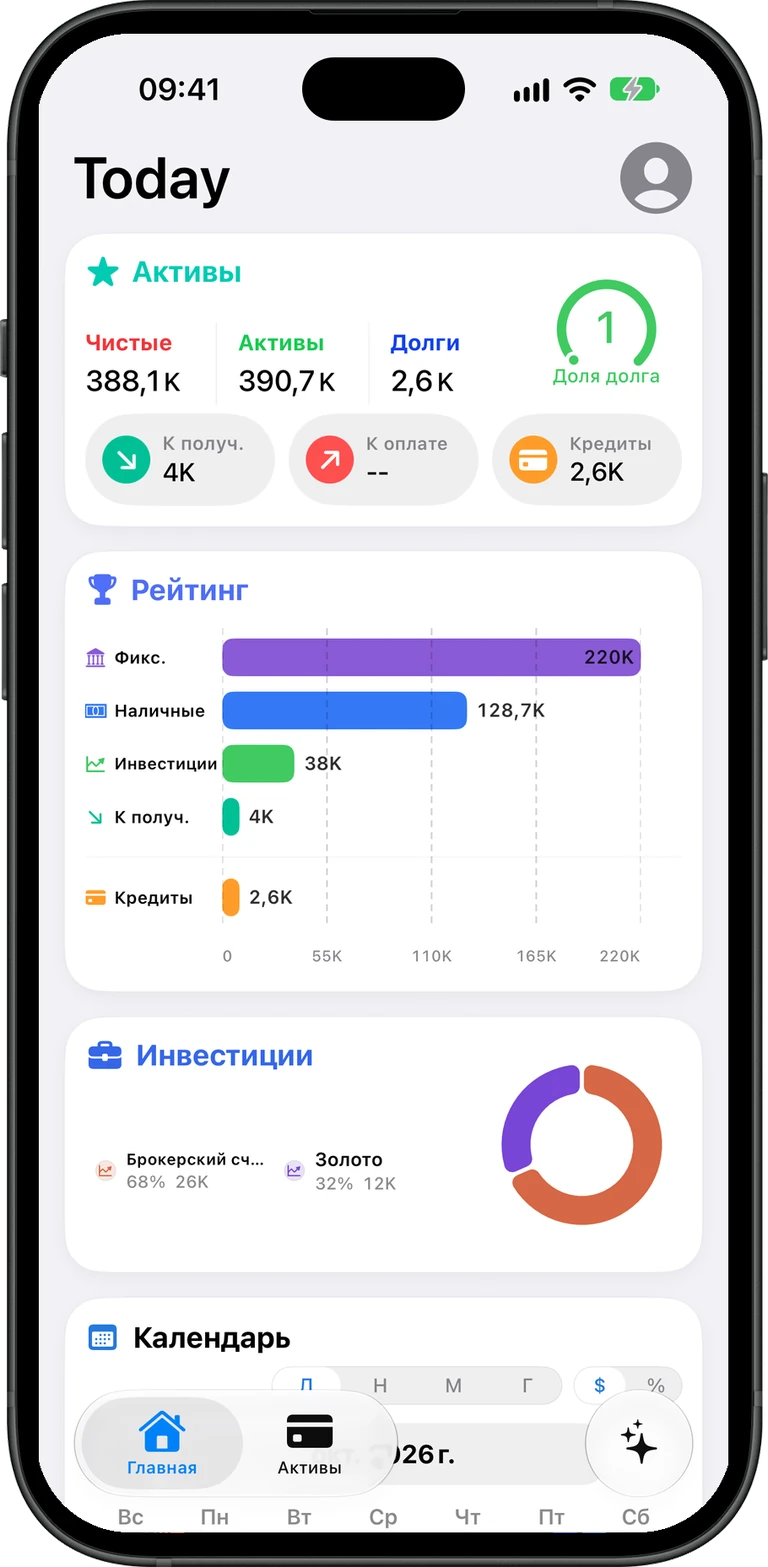 09:41
Today
Активы
Чистые Активы Долги
388,1K 390,7K 2,6K
1
Доля долга
К получ. К оплате Кредиты
4K -- 2,6K
Рейтинг
Фикс. 220K
Наличные 128,7K
Инвестиции 38K
К получ. 4K
Кредиты 2,6K
0 55K 110K 165K 220K
Инвестиции
Брокерский сч... Золото
68% 26K 32% 12K
Календарь
Н М Г $ %
026 г.
Главная Активы
Вс Пн Вт Ср Чт Пт Сб